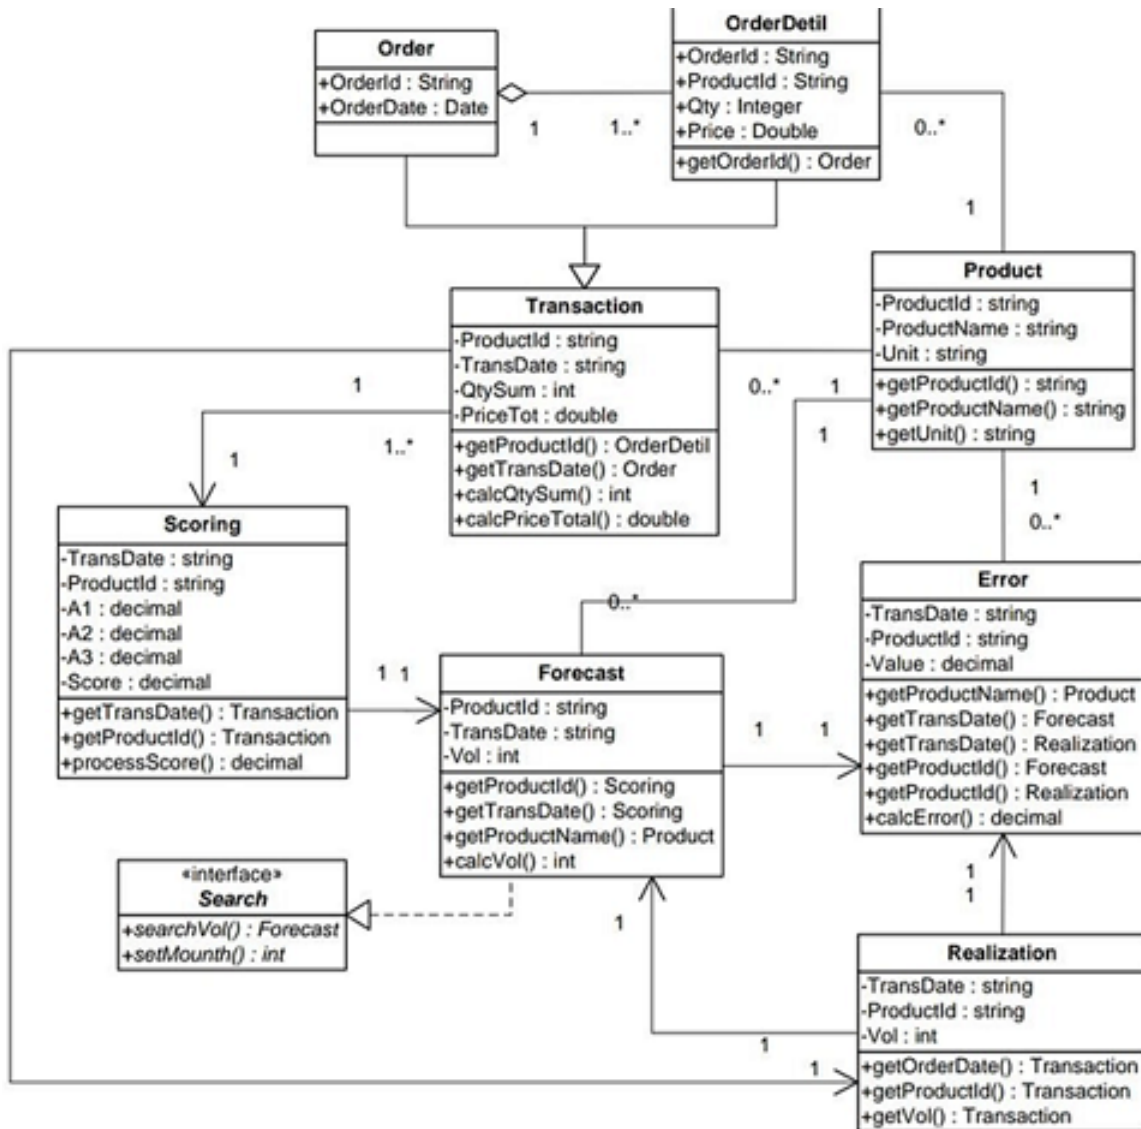 Order
+OrderId : String
+OrderDate : Date
OrderDetil
+OrderId : String
+ProductId : String
+Qty : Integer
+Price : Double
+getOrderId() : Order
1
1..*
0..*
1
Product
-ProductId : string
-ProductName : string
-Unit : string
+getProductId() : string
+getProductName() : string
+getUnit() : string
Transaction
-ProductId : string
-TransDate : string
-QtySum : int
-PriceTot : double
+getProductId() : OrderDetil
+getTransDate() : Order
+calcQtySum() : int
+calcPriceTotal() : double
1
0..*
1
1
1..*
1
1
0..*
0..*
Scoring
-TransDate : string
-ProductId : string
-A1 : decimal
-A2 : decimal
-A3 : decimal
-Score : decimal
+getTransDate() : Transaction
+getProductId() : Transaction
+processScore() : decimal
1 1
Forecast
-ProductId : string
-TransDate : string
-Vol : int
+getProductId() : Scoring
+getTransDate() : Scoring
+getProductName() : Product
+calcVol() : int
1 1
Error
-TransDate : string
-ProductId : string
-Value : decimal
+getProductName() : Product
+getTransDate() : Forecast
+getTransDate() : Realization
+getProductId() : Forecast
+getProductId() : Realization
+calcError() : decimal
«interface»
Search
+searchVol() : Forecast
+setMounth() : int
1
1
1
1
1
Realization
-TransDate : string
-ProductId : string
-Vol : int
+getOrderDate() : Transaction
+getProductId() : Transaction
+getVol() : Transaction